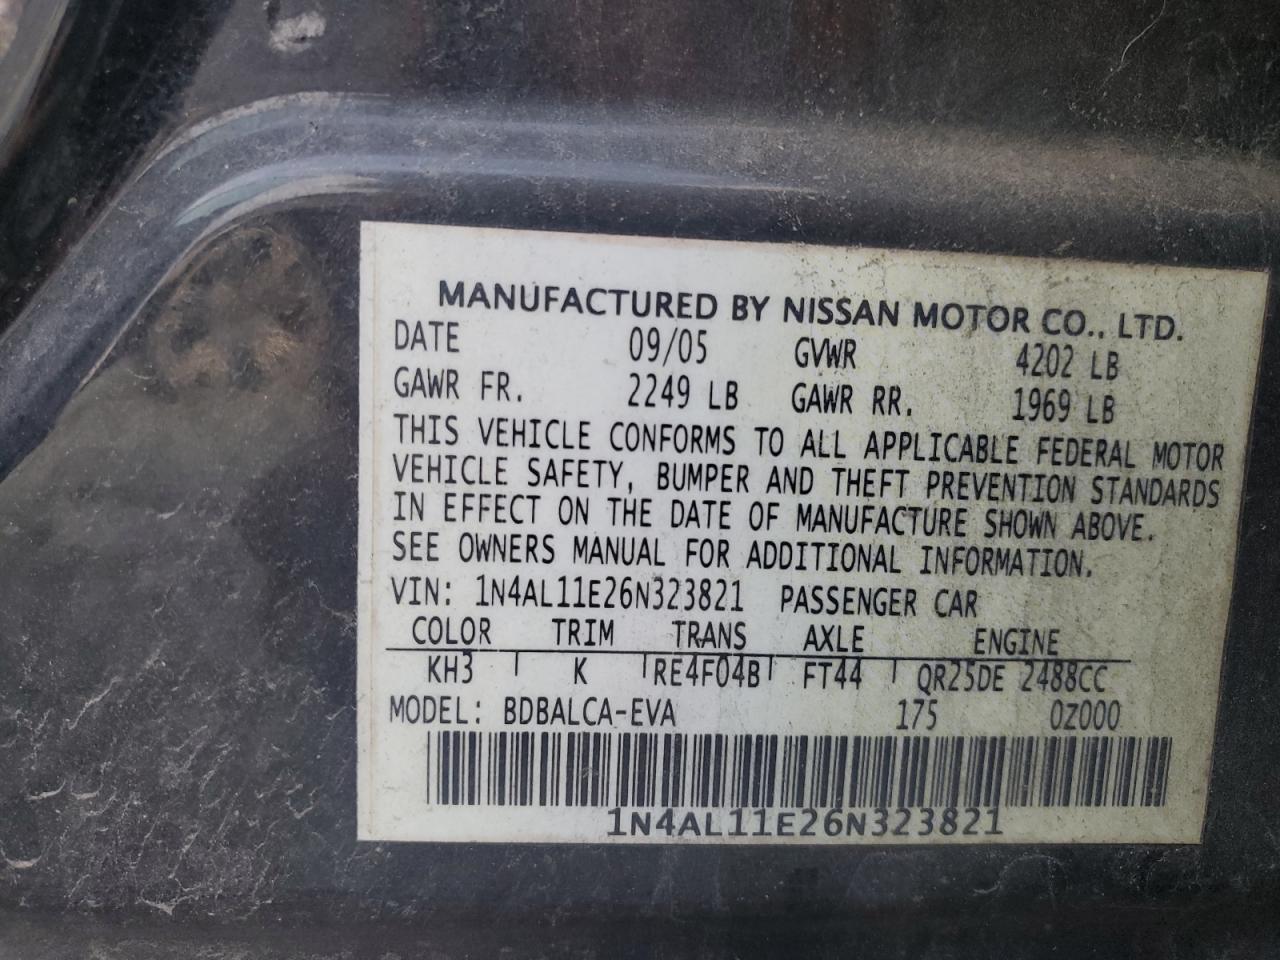 MANUFACTURED BY NISSAN MOTOR CO., LTD.
DATE 09/05 GVWR 4202 LB
GAWR FR. 2249 LB GAWR RR. 1969 LB
THIS VEHICLE CONFORMS TO ALL APPLICABLE FEDERAL MOTOR
VEHICLE SAFETY, BUMPER AND THEFT PREVENTION STANDARDS
IN EFFECT ON THE DATE OF MANUFACTURE SHOWN ABOVE.
SEE OWNERS MANUAL FOR ADDITIONAL INFORMATION.
VIN: 1N4AL11E26N323821 PASSENGER CAR
COLOR TRIM TRANS AXLE ENGINE
KH3 K RE4F04B FT44 QR25DE 2488CC
MODEL: BDBALCA-EVA 175 0Z000
1N4AL11E26N323821